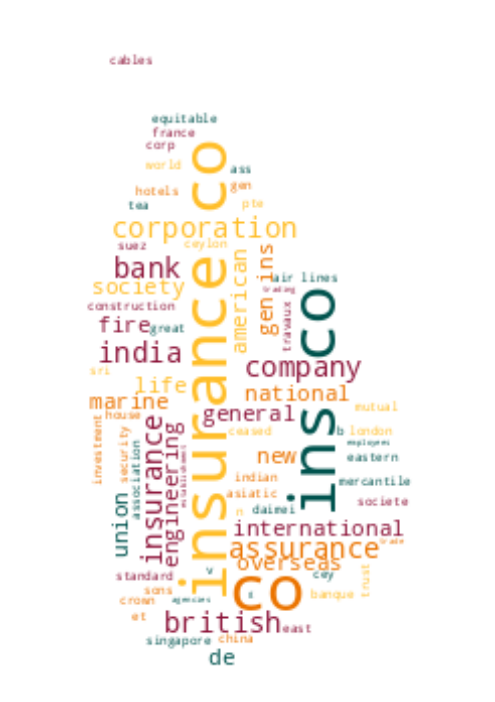 cables
equitable
france
corp
world
ass
hotels
gen
tea
pte
insurance co
corporation
suez
ceylon
bank
american
gen ins
air lines
society
trading
construction
travaux
ins co
fire
great
india
company
sri
life
national
marine
house
general
mutual
investment
security
association
insurance
engineering
establishment
ceased
b
london
employees
new
eastern
indian
mercantile
asiatic
n
daimei
societe
union
international
assurance
trade
overseas
v
cey
standard
sons
co
trust
crown
agencies
banque
et
british
east
singapore
china
de